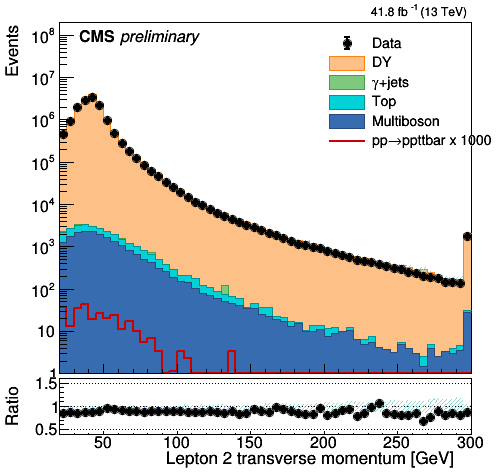 41.8 fb⁻¹ (13 TeV)
CMS preliminary
Events
10⁸
10⁷
10⁶
10⁵
10⁴
10³
10²
10
1
Data
DY
γ+jets
Top
Multiboson
pp→ppttbar x 1000
Ratio
1.5
1
0.5
50 100 150 200 250 300
Lepton 2 transverse momentum [GeV]